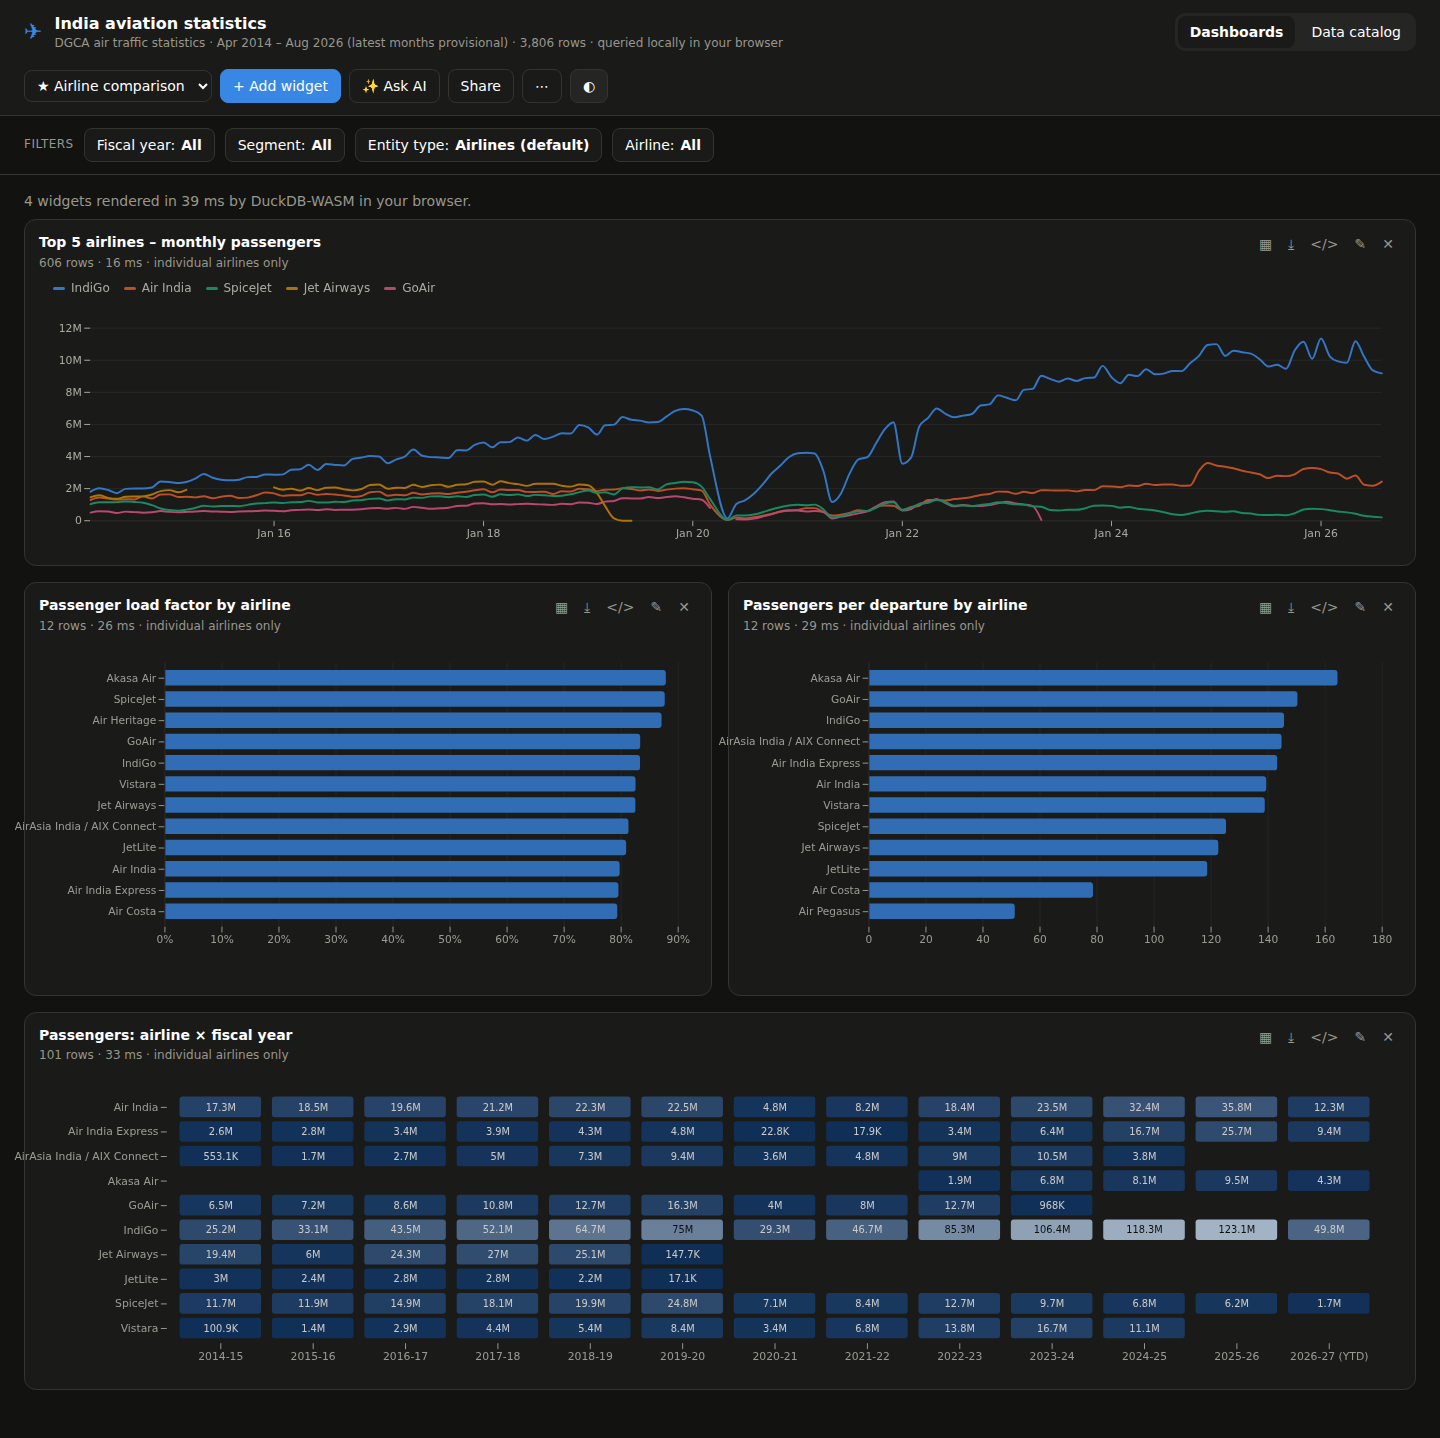 ✈ India aviation statistics
DGCA air traffic statistics · Apr 2014 – Aug 2026 (latest months provisional) · 3,806 rows · queried locally in your browser
Dashboards Data catalog
★ Airline comparison + Add widget ✨ Ask AI Share ⋯ ◐
FILTERS Fiscal year: All Segment: All Entity type: Airlines (default) Airline: All
4 widgets rendered in 39 ms by DuckDB-WASM in your browser.
Top 5 airlines – monthly passengers
606 rows · 16 ms · individual airlines only
▦ ⤓ </> ✎ ✕
IndiGo Air India SpiceJet Jet Airways GoAir
12M
10M
8M
6M
4M
2M
0
Jan 16 Jan 18 Jan 20 Jan 22 Jan 24 Jan 26
Passenger load factor by airline
12 rows · 26 ms · individual airlines only
▦ ⤓ </> ✎ ✕
Akasa Air
SpiceJet
Air Heritage
GoAir
IndiGo
Vistara
Jet Airways
AirAsia India / AIX Connect
JetLite
Air India
Air India Express
Air Costa
0% 10% 20% 30% 40% 50% 60% 70% 80% 90%
Passengers per departure by airline
12 rows · 29 ms · individual airlines only
▦ ⤓ </> ✎ ✕
Akasa Air
GoAir
IndiGo
AirAsia India / AIX Connect
Air India Express
Air India
Vistara
SpiceJet
Jet Airways
JetLite
Air Costa
Air Pegasus
0 20 40 60 80 100 120 140 160 180
Passengers: airline × fiscal year
101 rows · 33 ms · individual airlines only
▦ ⤓ </> ✎ ✕
Air India 17.3M 18.5M 19.6M 21.2M 22.3M 22.5M 4.8M 8.2M 18.4M 23.5M 32.4M 35.8M 12.3M
Air India Express 2.6M 2.8M 3.4M 3.9M 4.3M 4.8M 22.8K 17.9K 3.4M 6.4M 16.7M 25.7M 9.4M
AirAsia India / AIX Connect 553.1K 1.7M 2.7M 5M 7.3M 9.4M 3.6M 4.8M 9M 10.5M 3.8M
Akasa Air 1.9M 6.8M 8.1M 9.5M 4.3M
GoAir 6.5M 7.2M 8.6M 10.8M 12.7M 16.3M 4M 8M 12.7M 968K
IndiGo 25.2M 33.1M 43.5M 52.1M 64.7M 75M 29.3M 46.7M 85.3M 106.4M 118.3M 123.1M 49.8M
Jet Airways 19.4M 6M 24.3M 27M 25.1M 147.7K
JetLite 3M 2.4M 2.8M 2.8M 2.2M 17.1K
SpiceJet 11.7M 11.9M 14.9M 18.1M 19.9M 24.8M 7.1M 8.4M 12.7M 9.7M 6.8M 6.2M 1.7M
Vistara 100.9K 1.4M 2.9M 4.4M 5.4M 8.4M 3.4M 6.8M 13.8M 16.7M 11.1M
2014-15 2015-16 2016-17 2017-18 2018-19 2019-20 2020-21 2021-22 2022-23 2023-24 2024-25 2025-26 2026-27 (YTD)